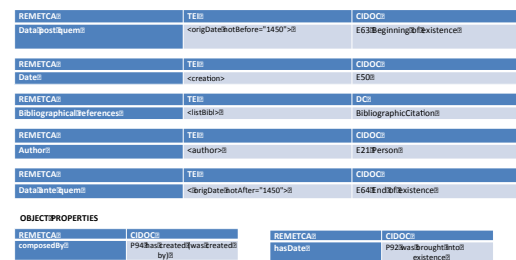 REMETCA TEI CIDOC
Data post quem <origDate notBefore="1450"> E63 Beginning of existence
REMETCA TEI CIDOC
Date <creation> E50
REMETCA TEI DC
Bibliographical references <listBibl> BibliographicCitation
REMETCA TEI CIDOC
Author <author> E21 Person
REMETCA TEI CIDOC
Data ante quem <origDate notAfter="1450"> E64 End of existence
OBJECT PROPERTIES
REMETCA CIDOC
composedBy P94 has created (was created
by)
REMETCA CIDOC
hasDate P92 was brought into
existence